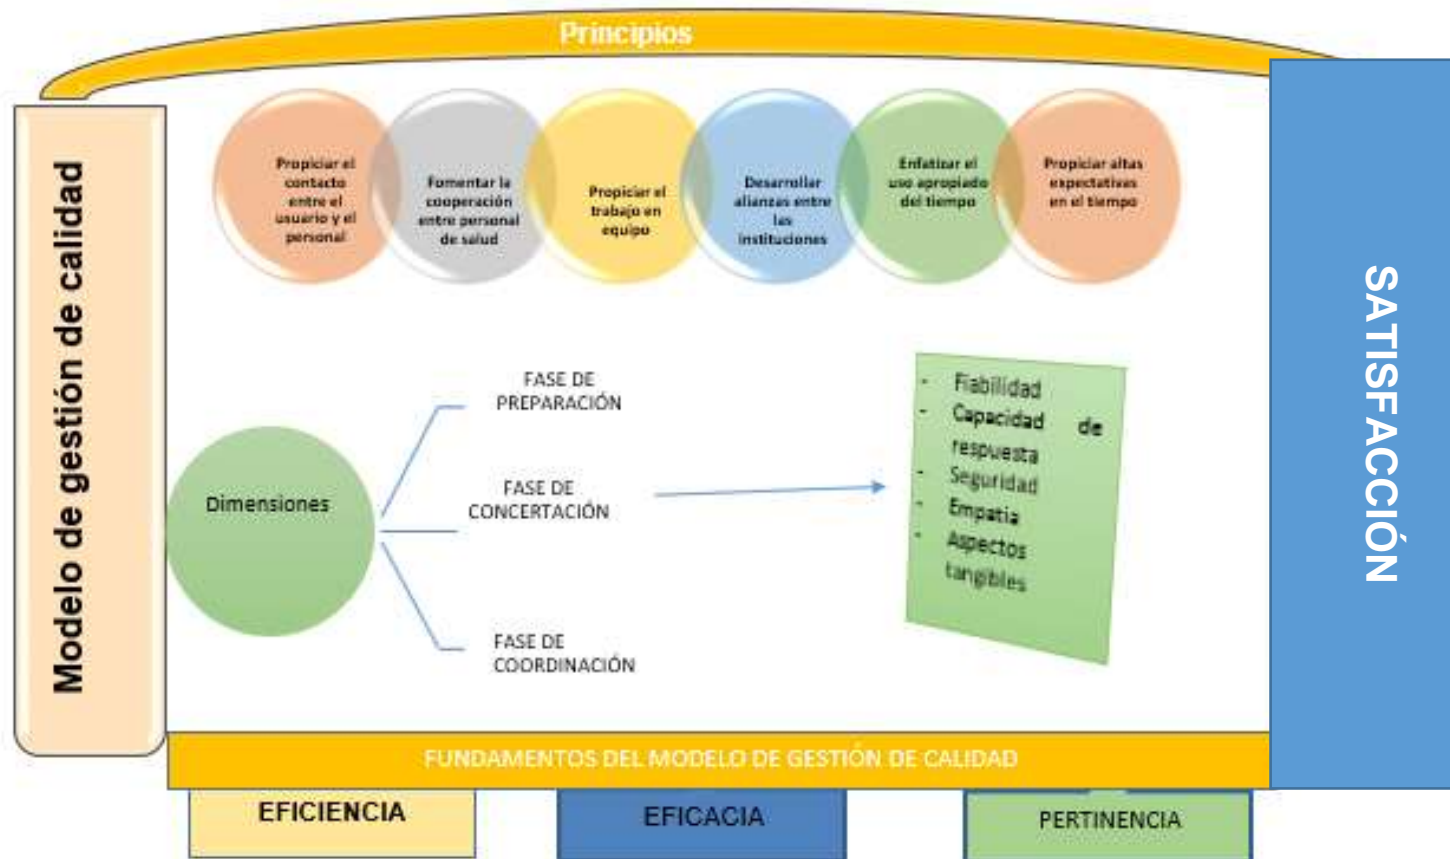 Principios
Modelo de gestión de calidad
Propiciar el
contacto
entre el
usuario y el
personal
Fomentar la
cooperación
entre personal
de salud
Propiciar el
trabajo en
equipo
Desarrollar
alianzas entre
las
instituciones
Enfatizar el
uso apropiado
del tiempo
Propiciar altas
expectativas
en el tiempo
SATISFACCIÓN
Dimensiones
FASE DE
PREPARACIÓN
FASE DE
CONCERTACIÓN
FASE DE
COORDINACIÓN
- Fiabilidad
- Capacidad de
respuesta
- Seguridad
- Empatia
- Aspectos
tangibles
FUNDAMENTOS DEL MODELO DE GESTIÓN DE CALIDAD
EFICIENCIA
EFICACIA
PERTINENCIA